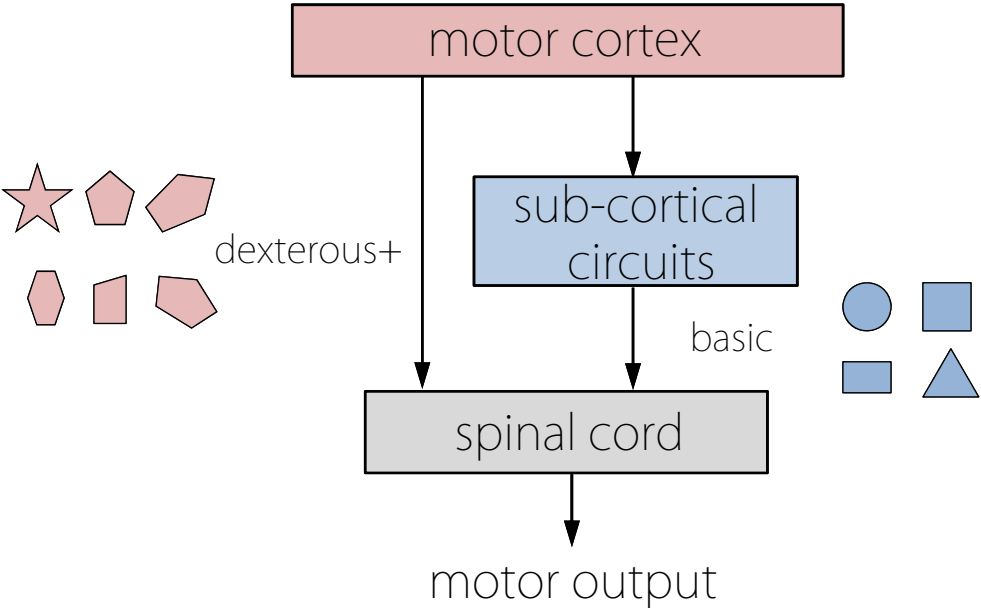 motor cortex
sub-cortical
circuits
dexterous+
basic
spinal cord
motor output